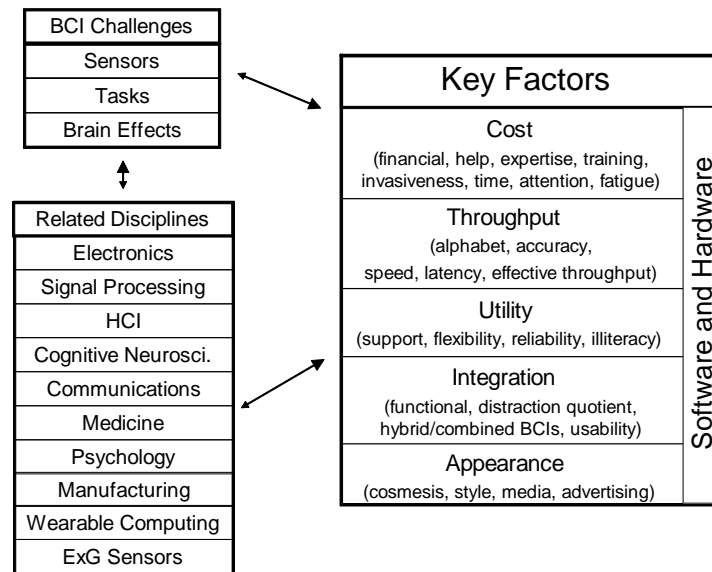 BCI Challenges
Sensors
Tasks
Brain Effects
Related Disciplines
Electronics
Signal Processing
HCI
Cognitive Neurosci.
Communications
Medicine
Psychology
Manufacturing
Wearable Computing
ExG Sensors
Key Factors
Cost
(financial, help, expertise, training,
invasiveness, time, attention, fatigue)
Throughput
(alphabet, accuracy,
speed, latency, effective throughput)
Utility
(support, flexibility, reliability, illiteracy)
Integration
(functional, distraction quotient,
hybrid/combined BCIs, usability)
Appearance
(cosmesis, style, media, advertising)
Software and Hardware